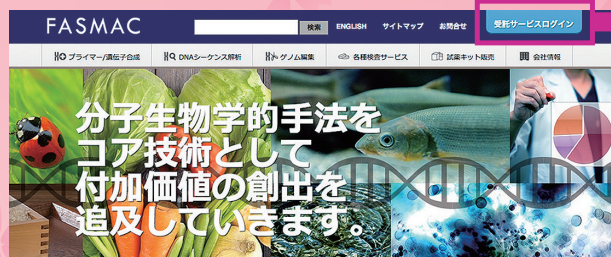 FASMAC
検索
ENGLISH
サイトマップ
お問合せ
受託サービスログイン
プライマー/遺伝子合成
DNAシーケンス解析
ゲノム編集
各種検査サービス
試薬キット販売
会社情報
分子生物学的手法を
コア技術として
付加価値の創出を
追及していきます。